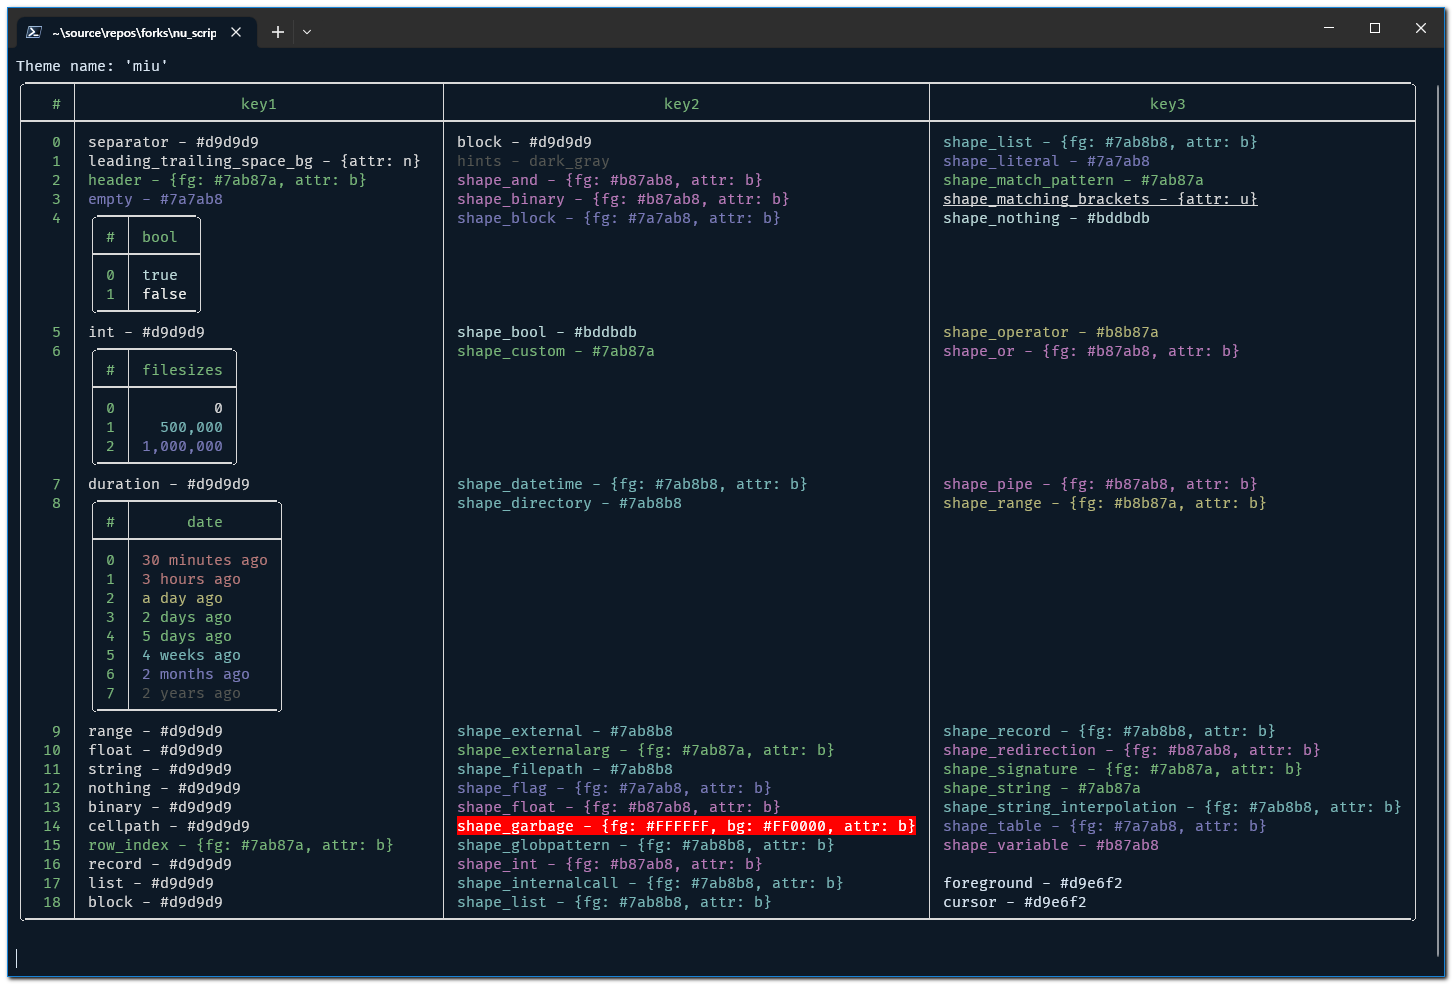 ~\source\repos\forks\nu_scrip
Theme name: 'miu'
# key1 key2 key3
0 separator - #d9d9d9 block - #d9d9d9 shape_list - {fg: #7ab8b8, attr: b}
1 leading_trailing_space_bg - {attr: n} hints - dark_gray shape_literal - #7a7ab8
2 header - {fg: #7ab87a, attr: b} shape_and - {fg: #b87ab8, attr: b} shape_match_pattern - #7ab87a
3 empty - #7a7ab8 shape_binary - {fg: #b87ab8, attr: b} shape_matching_brackets - {attr: u}
4 shape_block - {fg: #7a7ab8, attr: b} shape_nothing - #bddbdb
# bool
0 true
1 false
5 int - #d9d9d9 shape_bool - #bddbdb shape_operator - #b8b87a
6 shape_custom - #7ab87a shape_or - {fg: #b87ab8, attr: b}
# filesizes
0 0
1 500,000
2 1,000,000
7 duration - #d9d9d9 shape_datetime - {fg: #7ab8b8, attr: b} shape_pipe - {fg: #b87ab8, attr: b}
8 shape_directory - #7ab8b8 shape_range - {fg: #b8b87a, attr: b}
# date
0 30 minutes ago
1 3 hours ago
2 a day ago
3 2 days ago
4 5 days ago
5 4 weeks ago
6 2 months ago
7 2 years ago
9 range - #d9d9d9 shape_external - #7ab8b8 shape_record - {fg: #7ab8b8, attr: b}
10 float - #d9d9d9 shape_externalarg - {fg: #7ab87a, attr: b} shape_redirection - {fg: #b87ab8, attr: b}
11 string - #d9d9d9 shape_filepath - #7ab8b8 shape_signature - {fg: #7ab87a, attr: b}
12 nothing - #d9d9d9 shape_flag - {fg: #7a7ab8, attr: b} shape_string - #7ab87a
13 binary - #d9d9d9 shape_float - {fg: #b87ab8, attr: b} shape_string_interpolation - {fg: #7ab8b8, attr: b}
14 cellpath - #d9d9d9 shape_garbage - {fg: #FFFFFF, bg: #FF0000, attr: b} shape_table - {fg: #7a7ab8, attr: b}
15 row_index - {fg: #7ab87a, attr: b} shape_globpattern - {fg: #7ab8b8, attr: b} shape_variable - #b87ab8
16 record - #d9d9d9 shape_int - {fg: #b87ab8, attr: b}
17 list - #d9d9d9 shape_internalcall - {fg: #7ab8b8, attr: b} foreground - #d9e6f2
18 block - #d9d9d9 shape_list - {fg: #7ab8b8, attr: b} cursor - #d9e6f2